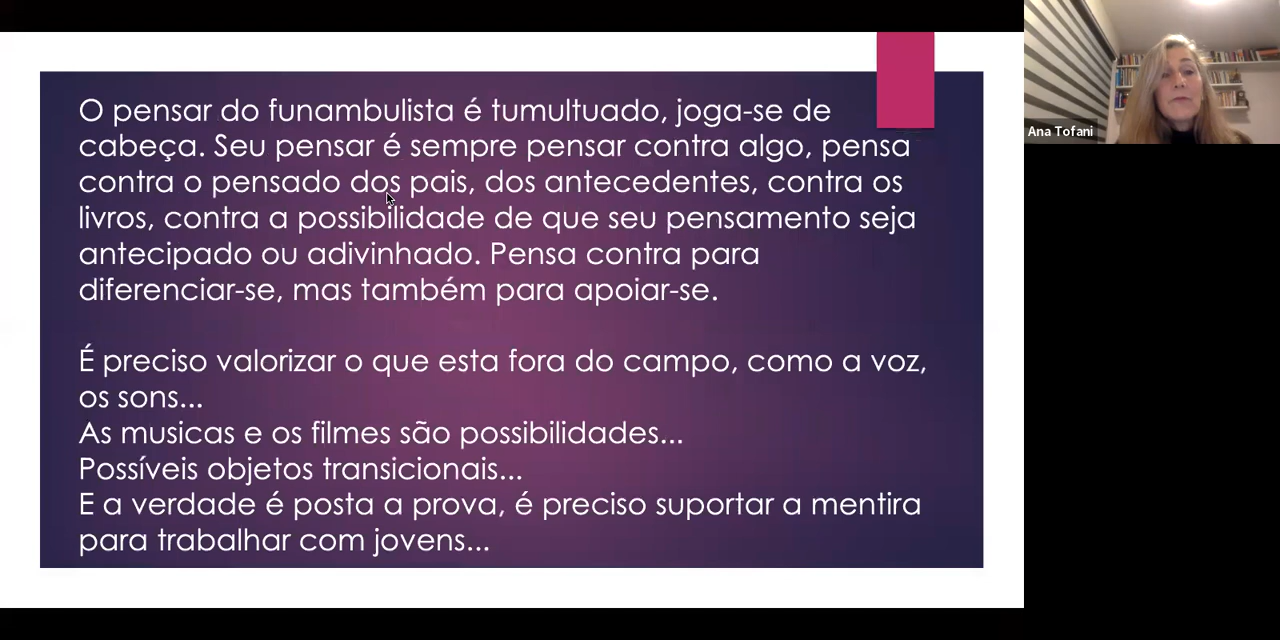 O pensar do funambulista é tumultuado, joga-se de
cabeça. Seu pensar é sempre pensar contra algo, pensa
contra o pensado dos pais, dos antecedentes, contra os
livros, contra a possibilidade de que seu pensamento seja
antecipado ou adivinhado. Pensa contra para
diferenciar-se, mas também para apoiar-se.
É preciso valorizar o que esta fora do campo, como a voz,
os sons...
As musicas e os filmes são possibilidades...
Possíveis objetos transicionais...
E a verdade é posta a prova, é preciso suportar a mentira
para trabalhar com jovens...
Ana Tofani